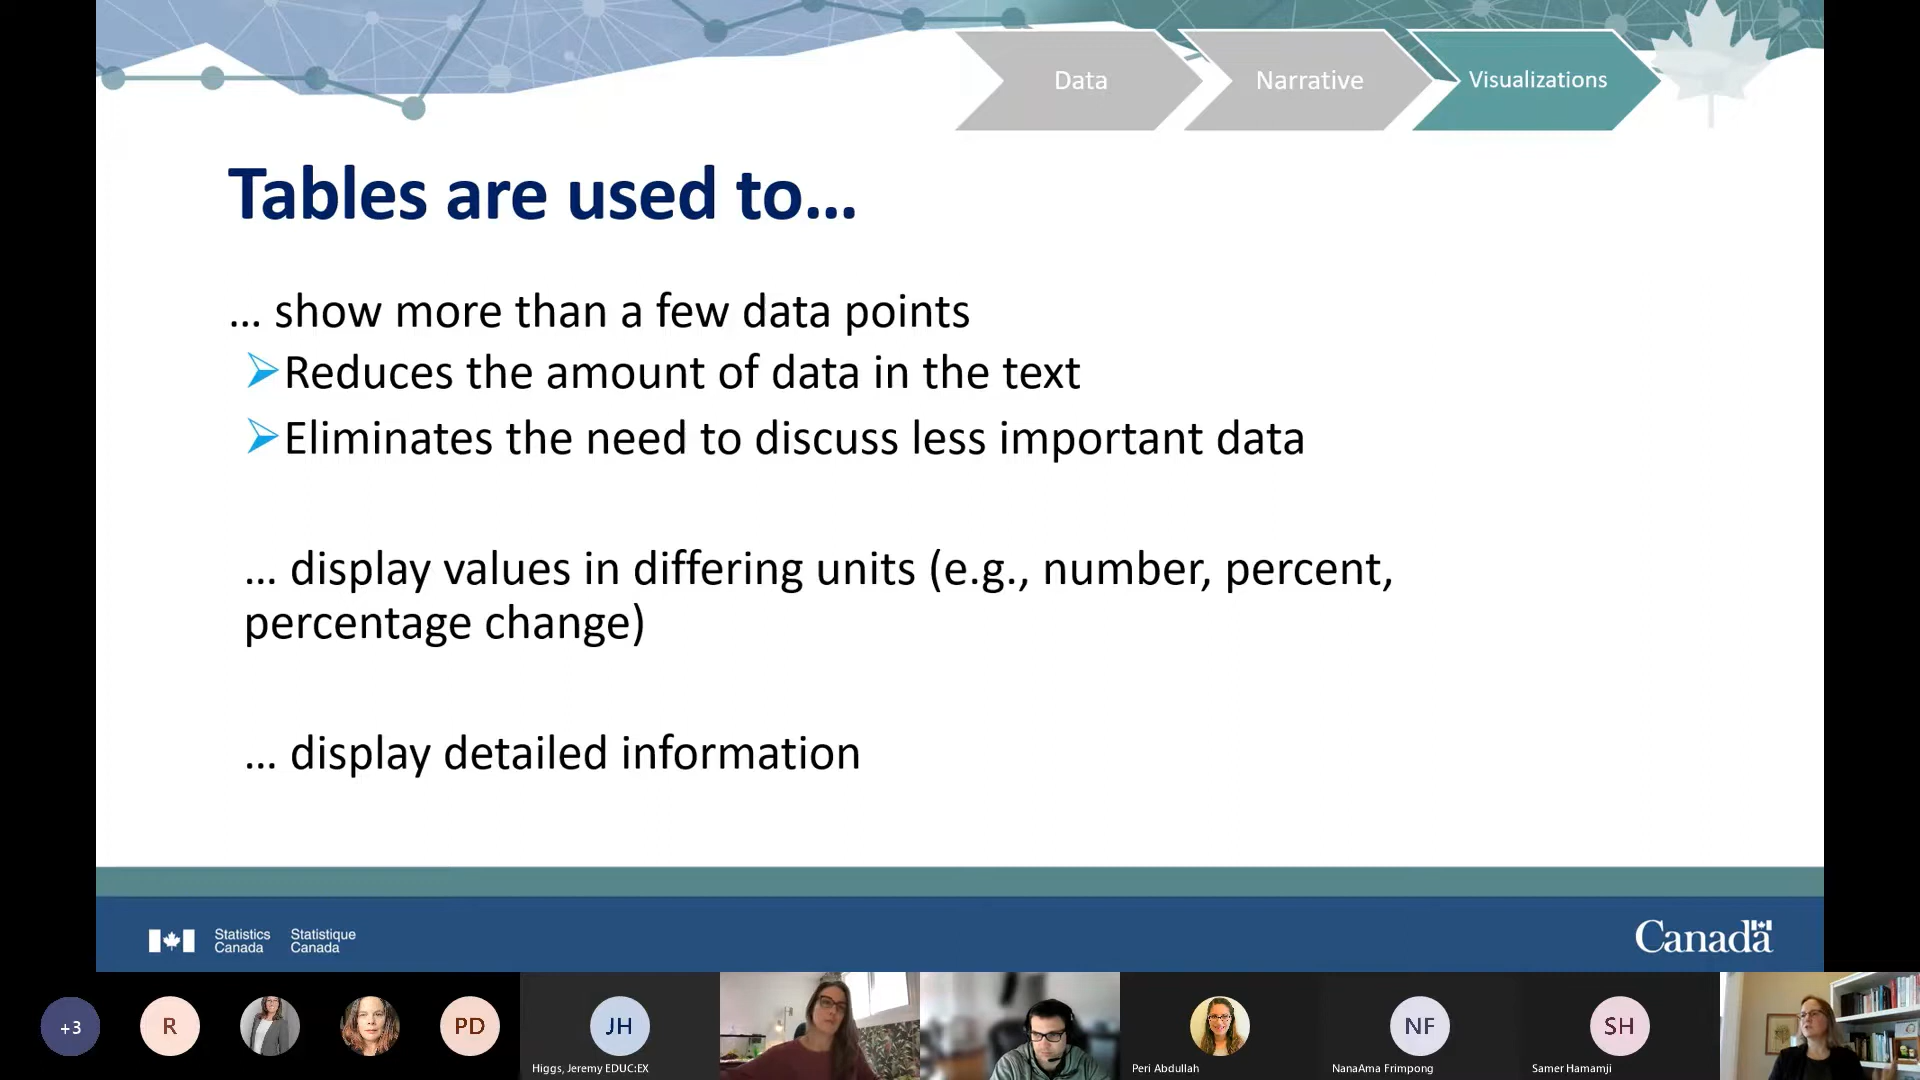 Data
Narrative
Visualizations
Tables are used to...
... show more than a few data points
➢Reduces the amount of data in the text
➢Eliminates the need to discuss less important data
... display values in differing units (e.g., number, percent,
percentage change)
... display detailed information
Statistics Canada
Statistique Canada
Canada
+3
R
PD
JH
Higgs, Jeremy EDUC:EX
Peri Abdullah
NF
NanaAma Frimpong
SH
Samer Hamamji